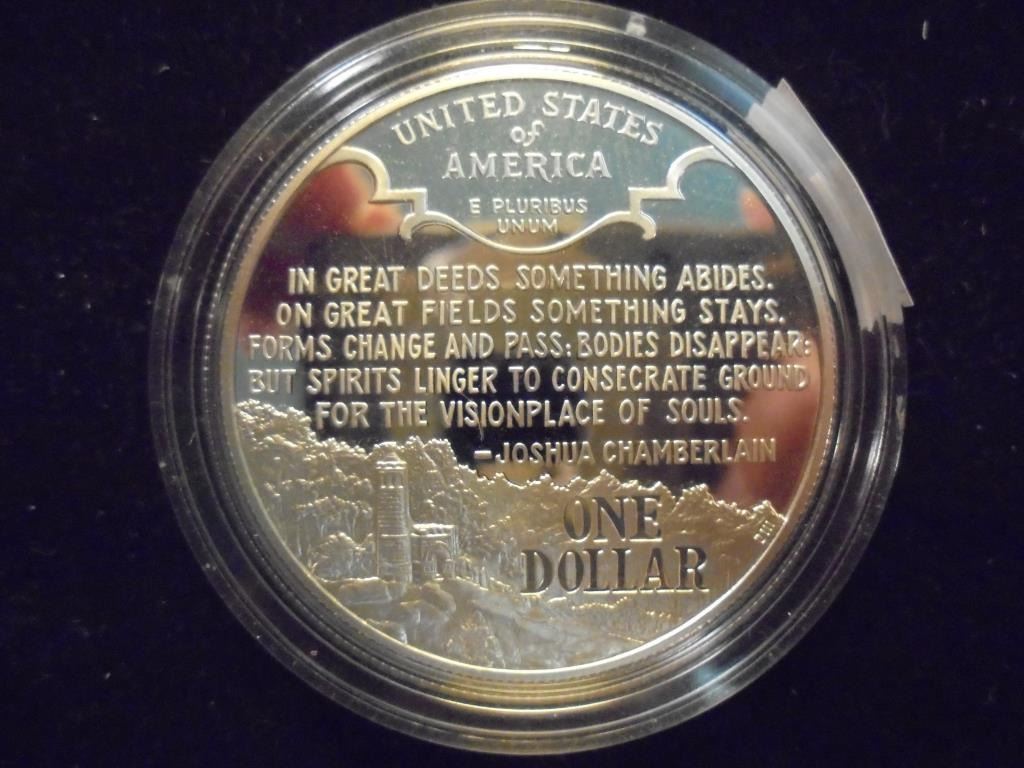 UNITED STATES
of
AMERICA
E PLURIBUS
UNUM
IN GREAT DEEDS SOMETHING ABIDES.
ON GREAT FIELDS SOMETHING STAYS.
FORMS CHANGE AND PASS: BODIES DISAPPEAR:
BUT SPIRITS LINGER TO CONSECRATE GROUND
FOR THE VISIONPLACE OF SOULS.
–JOSHUA CHAMBERLAIN
ONE
DOLLAR